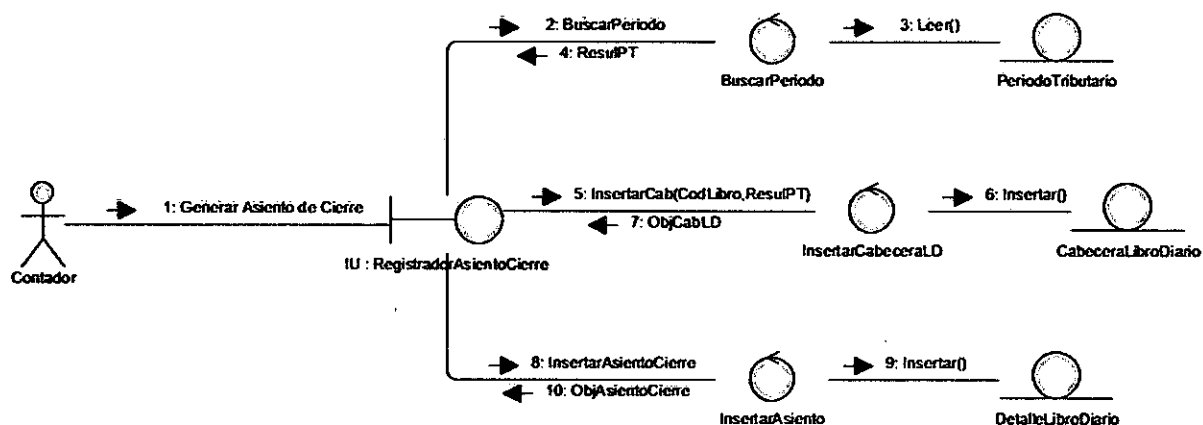 2: BuscarPeriodo
3: Leer()
4: ResulPT
BuscarPeriodo
PeriodoTributario
1: Generar Asiento de Cierre
5: InsertarCab(CodLibro,ResulPT)
6: Insertar()
7: ObjCabLD
Contador
IU : RegistradorAsientoCierre
InsertarCabeceraLD
CabeceraLibroDiario
8: InsertarAsientoCierre
9: Insertar()
10: ObjAsientoCierre
InsertarAsiento
DetalleLibroDiario